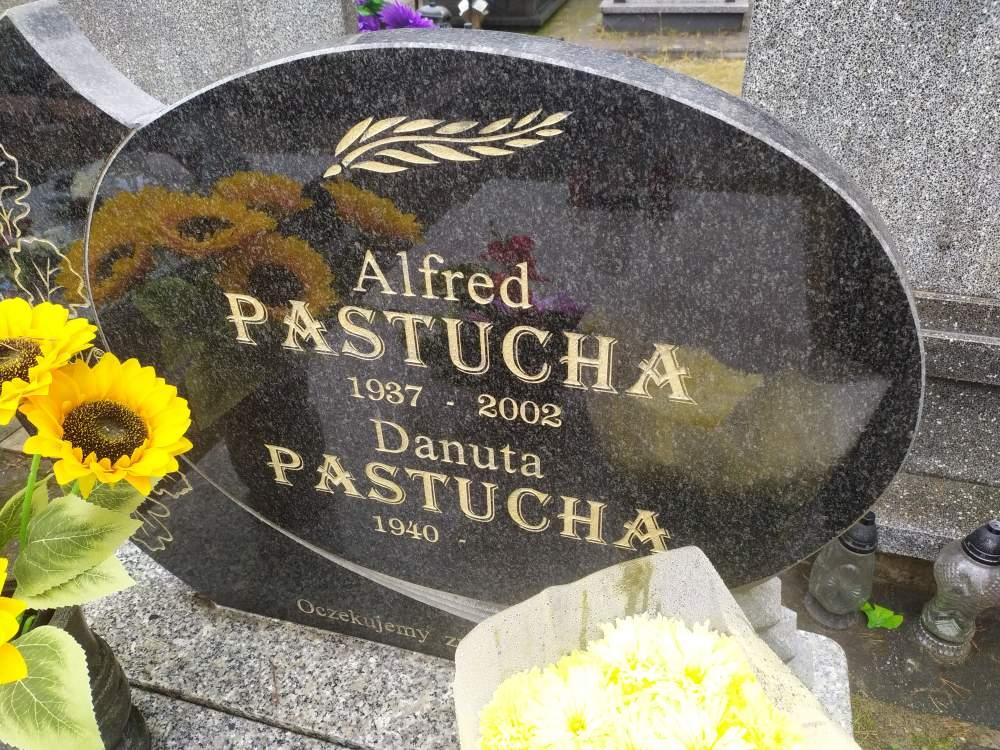 Alfred
PASTUCHA
1937 - 2002
Danuta
PASTUCHA
1940 -
Oczekujemy